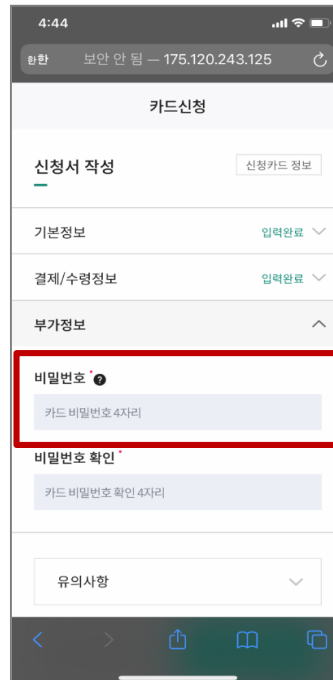 4:44
한한 보안 안 됨 — 175.120.243.125
카드신청
신청서 작성
신청카드 정보
기본정보 입력완료
결제/수령정보 입력완료
부가정보
비밀번호 * ?
카드 비밀번호 4자리
비밀번호 확인 *
카드 비밀번호 확인 4자리
유의사항